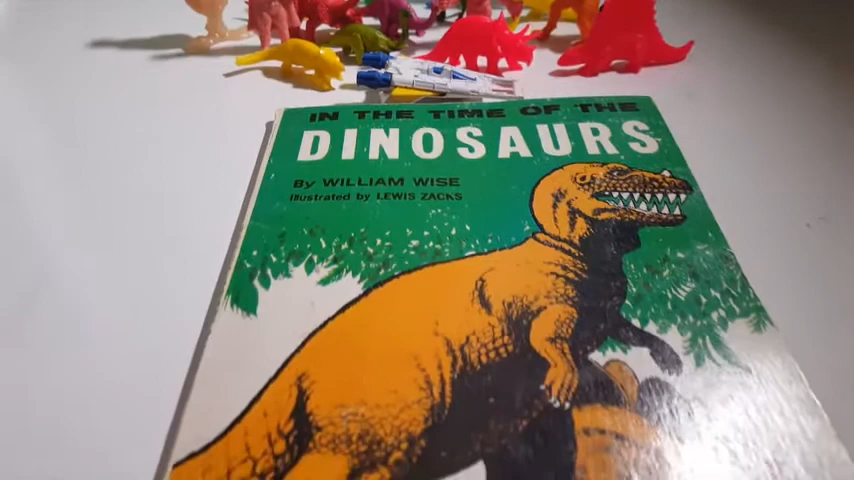 IN THE TIME OF THE
DINOSAURS
By WILLIAM WISE
Illustrated by LEWIS ZACKS